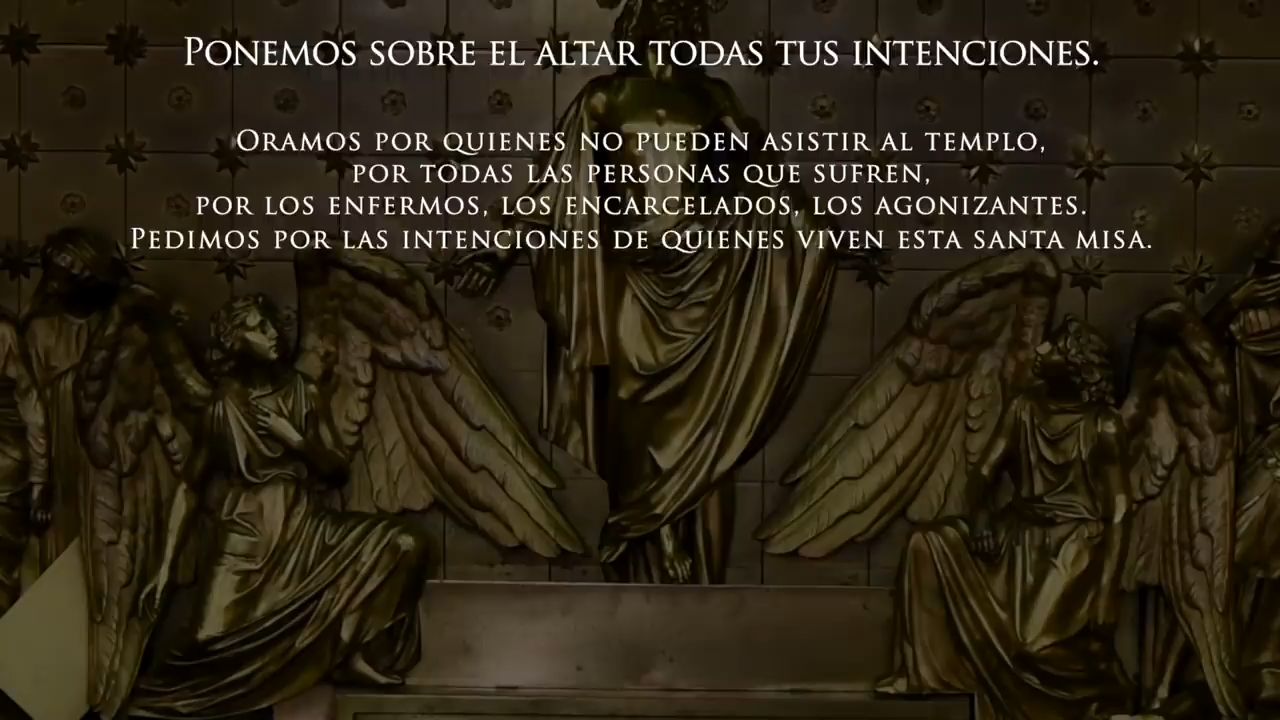 Ponemos sobre el altar todas tus intenciones.
Oramos por quienes no pueden asistir al templo,
por todas las personas que sufren,
por los enfermos, los encarcelados, los agonizantes.
Pedimos por las intenciones de quienes viven esta santa misa.